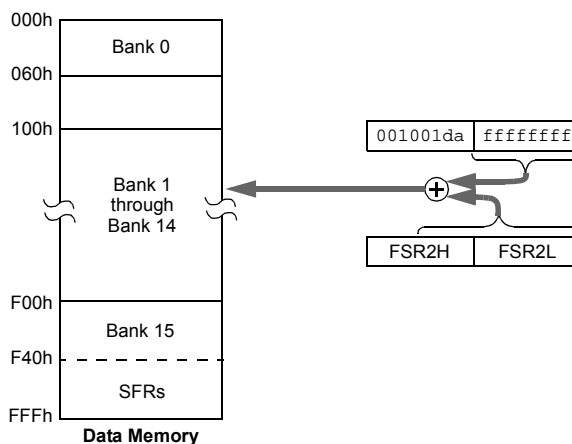 000h
Bank 0
060h
100h
001001da ffffffff
Bank 1
through
Bank 14
FSR2H FSR2L
F00h
Bank 15
F40h
SFRs
FFFh
Data Memory